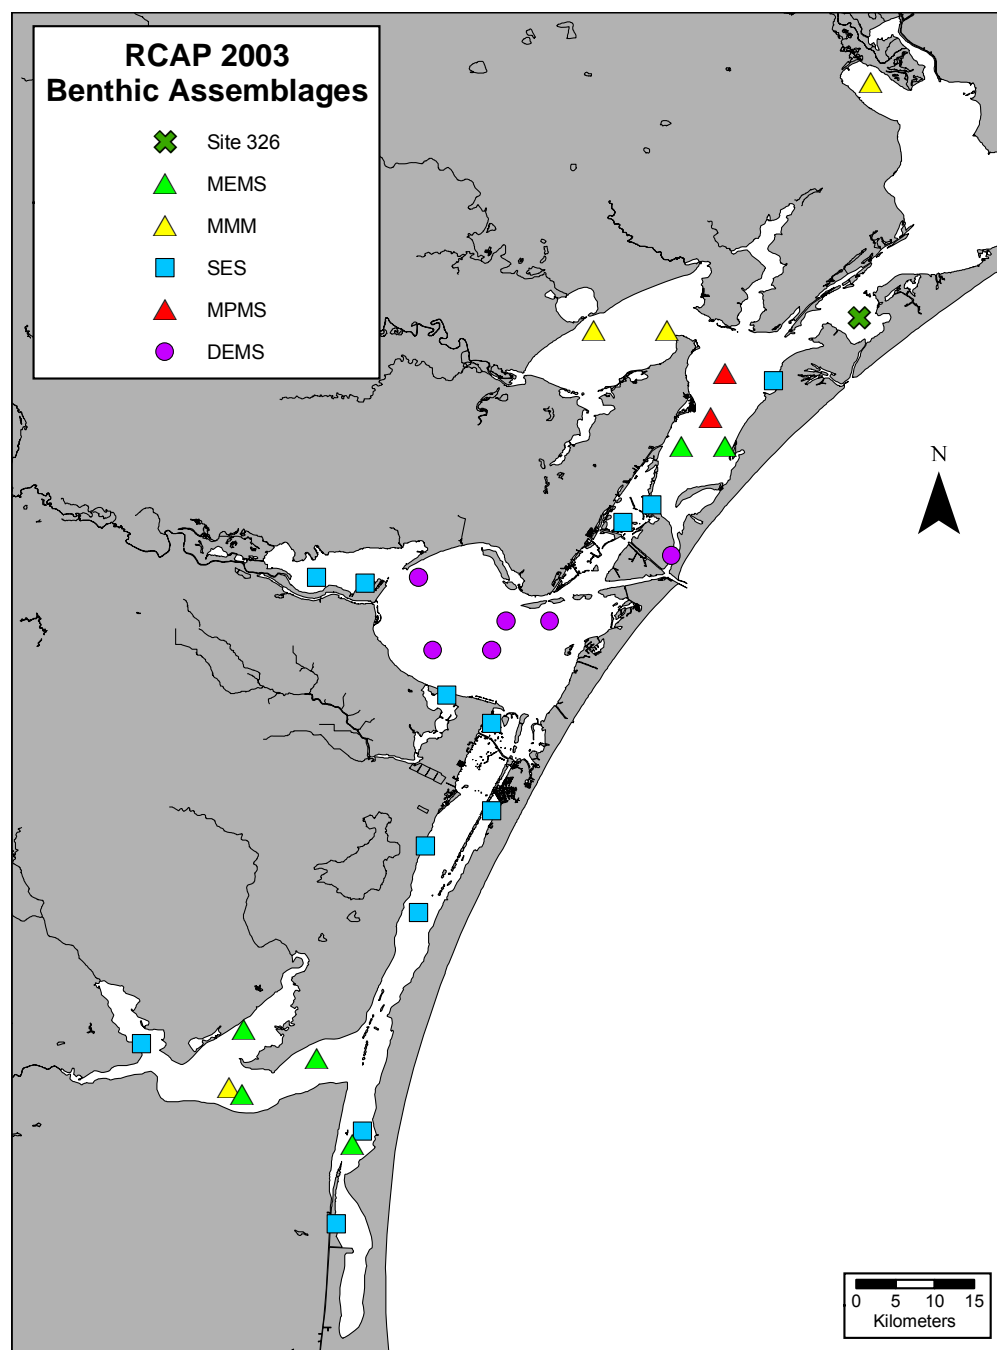 RCAP 2003
Benthic Assemblages
Site 326
MEMS
MMM
SES
MPMS
DEMS
N
0 5 10 15
Kilometers